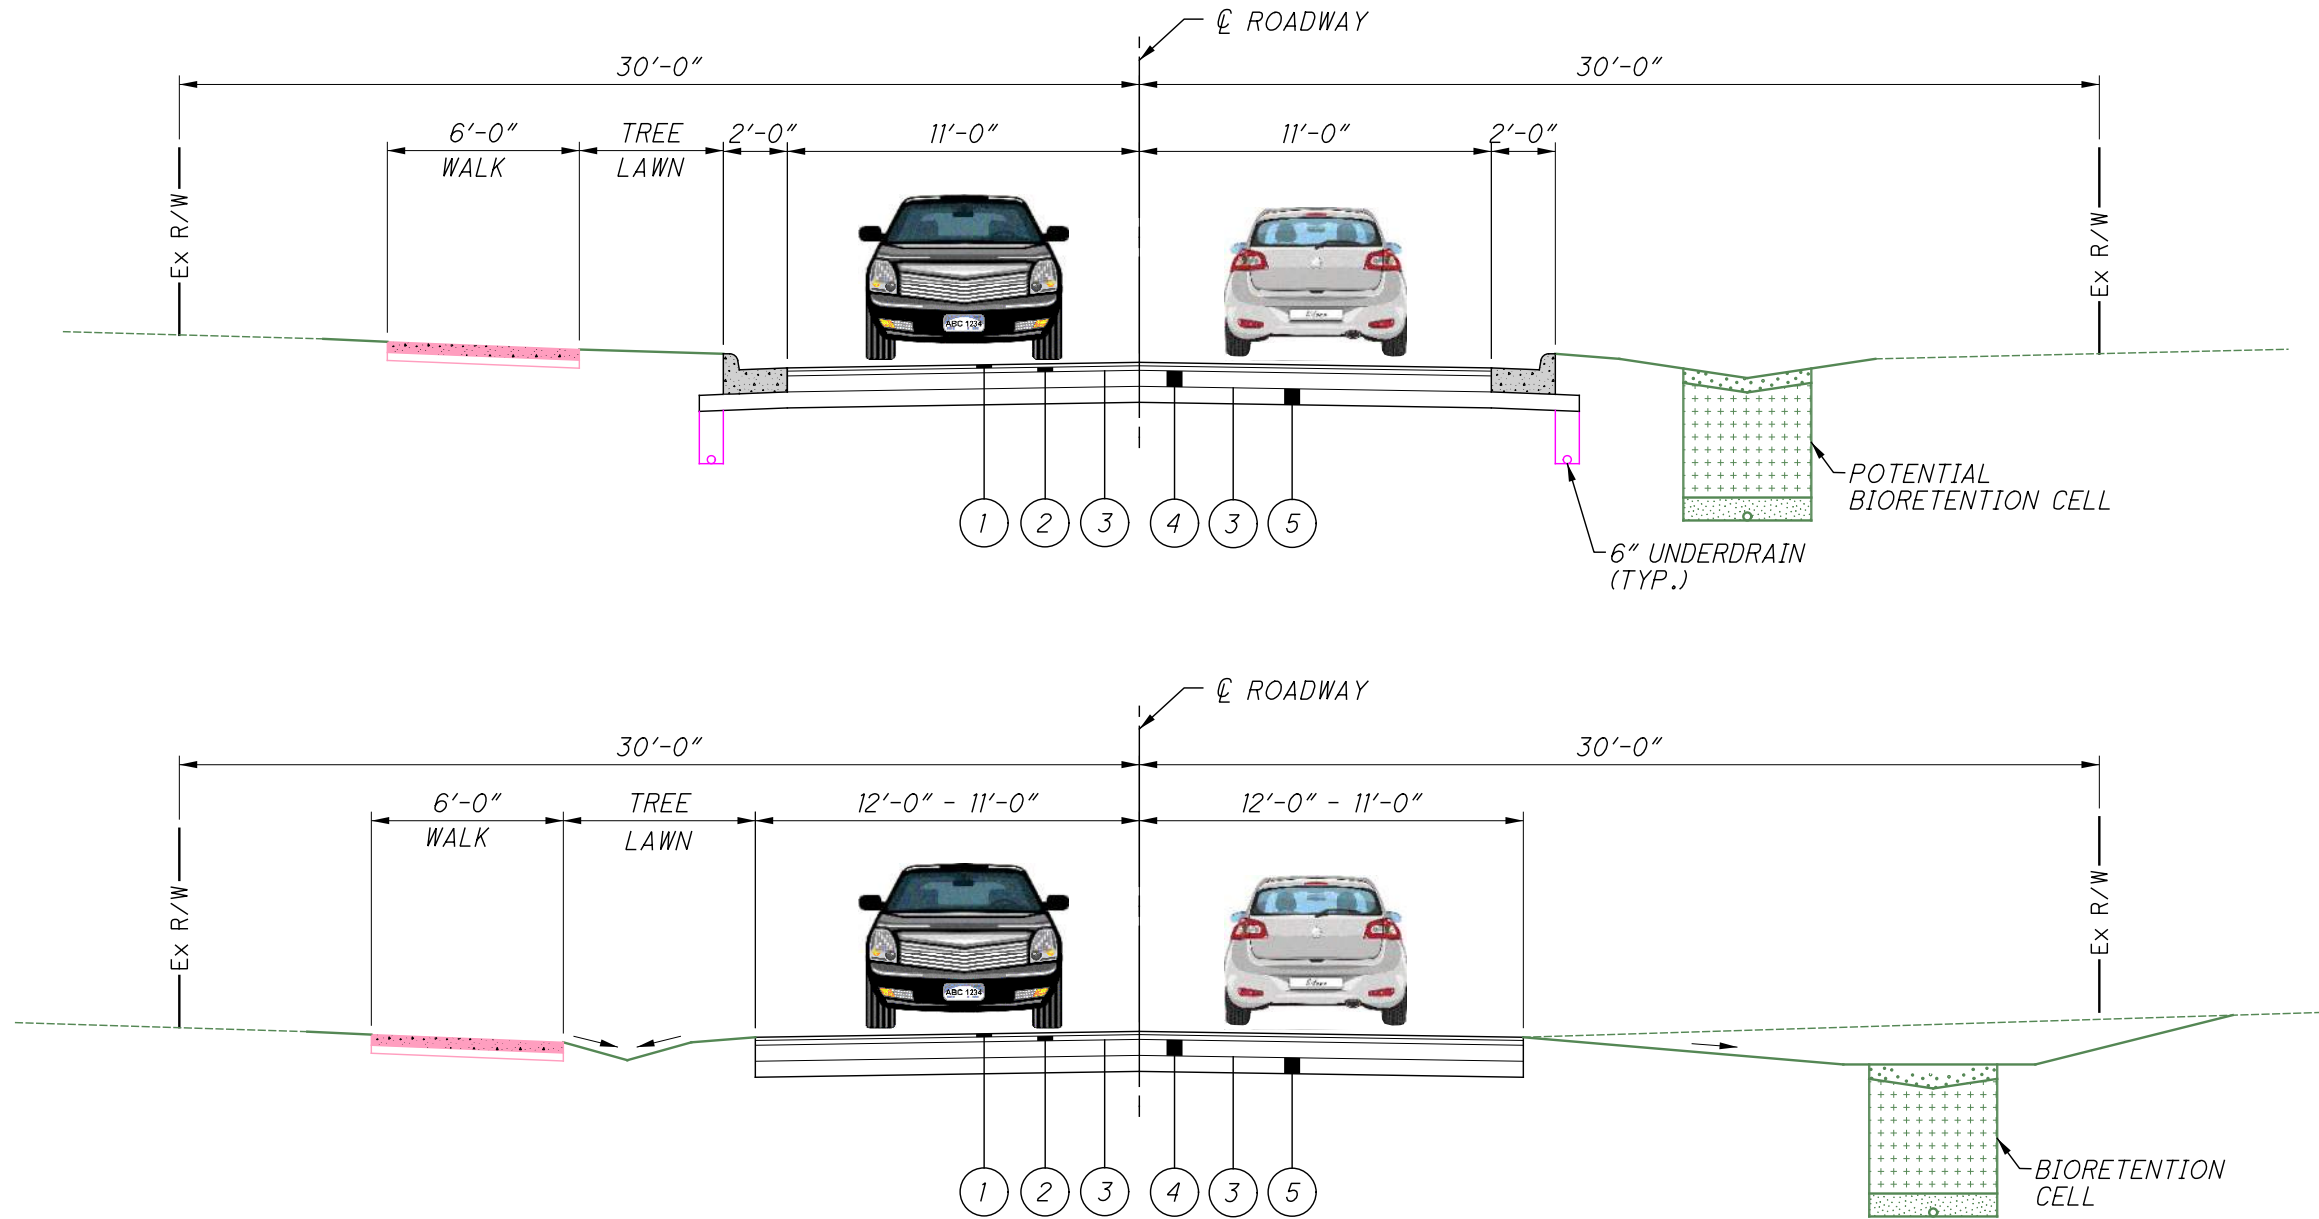 ℄ ROADWAY
30'-0" 30'-0"
6'-0" TREE 2'-0" 11'-0" 11'-0" 2'-0"
WALK LAWN
Ex R/W
Ex R/W
ABC 1234
POTENTIAL
BIORETENTION CELL
1 2 3 4 3 5
6" UNDERDRAIN
(TYP.)
℄ ROADWAY
30'-0" 30'-0"
6'-0" TREE 12'-0" - 11'-0" 12'-0" - 11'-0"
WALK LAWN
Ex R/W
Ex R/W
ABC 1234
BIORETENTION
CELL
1 2 3 4 3 5